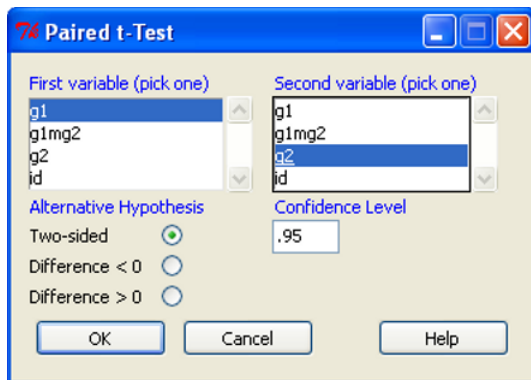 Paired t-Test
First variable (pick one)
g1
g1mg2
g2
id
Second variable (pick one)
g1
g1mg2
g2
id
Alternative Hypothesis
Two-sided
Difference < 0
Difference > 0
Confidence Level
.95
OK Cancel Help